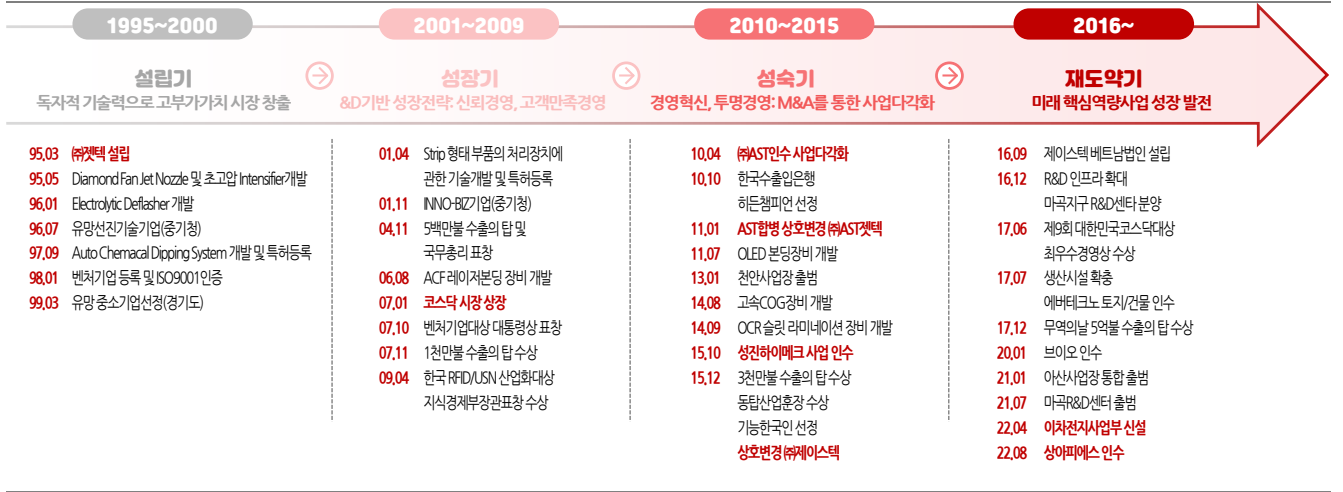 1995~2000
설립기
독자적 기술력으로 고부가가치 시장 창출
95.03 ㈜젯텍 설립
95.05 Diamond Fan Jet Nozzle 및 초고압 Intensifier개발
96.01 Electrolytic Deflasher 개발
96.07 유망선진기술기업(중기청)
97.09 Auto Chemacal Dipping System 개발 및 특허등록
98.01 벤처기업 등록 및 ISO9001인증
99.03 유망 중소기업선정(경기도)
2001~2009
성장기
&D기반 성장전략: 신뢰경영, 고객만족경영
01.04 Strip 형태 부품의 처리장치에
관한 기술개발 및 특허등록
01.11 INNO-BIZ기업(중기청)
04.11 5백만불 수출의 탑 및
국무총리 표창
06.08 ACF 레이저본딩 장비 개발
07.01 코스닥 시장 상장
07.10 벤처기업대상 대통령상 표창
07.11 1천만불 수출의 탑 수상
09.04 한국 RFID/USN 산업화대상
지식경제부장관표창 수상
2010~2015
성숙기
경영혁신, 투명경영: M&A를 통한 사업다각화
10.04 ㈜AST인수 사업다각화
10.10 한국수출입은행
히든챔피언 선정
11.01 AST합병 상호변경 ㈜AST젯텍
11.07 OLED 본딩장비 개발
13.01 천안사업장 출범
14.08 고속COG장비 개발
14.09 OCR 슬릿 라미네이션 장비 개발
15.10 성진하이메크 사업 인수
15.12 3천만불 수출의 탑 수상
동탑산업훈장 수상
기능한국인 선정
상호변경 ㈜제이스텍
2016~
재도약기
미래 핵심역량사업 성장 발전
16.09 제이스텍 베트남법인 설립
16.12 R&D 인프라 확대
마곡지구 R&D센타 분양
17.06 제9회 대한민국코스닥대상
최우수경영상 수상
17.07 생산시설 확충
에버테크노 토지/건물 인수
17.12 무역의날 5억불 수출의 탑 수상
20.01 브이오 인수
21.01 아산사업장 통합 출범
21.07 마곡R&D센터 출범
22.04 이차전지사업부 신설
22.08 상아피에스 인수